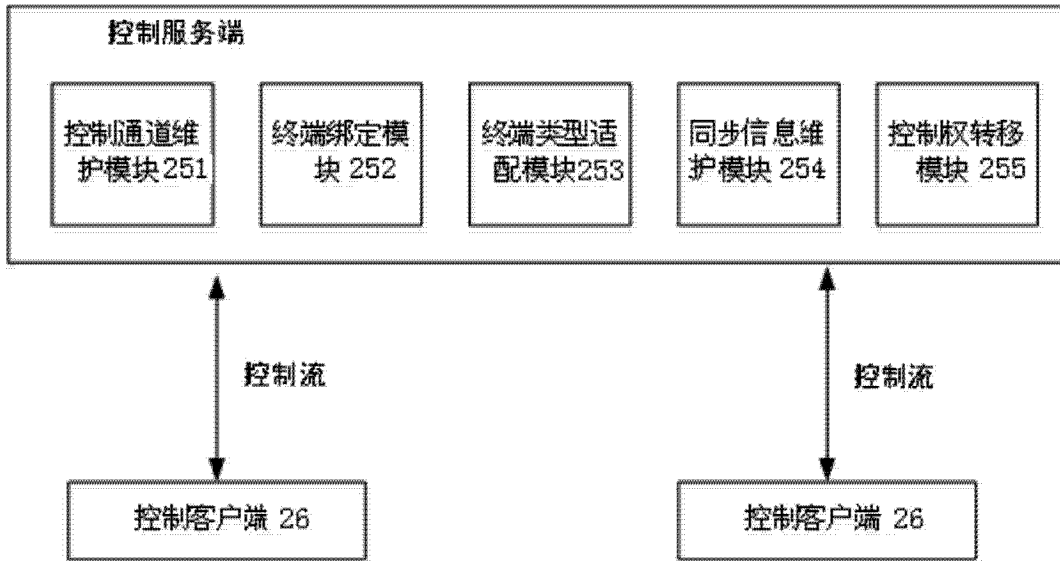 控制服务端
控制通道维
护模块 251
终端绑定模
块 252
终端类型适
配模块253
同步信息维
护模块 254
控制权转移
模块 255
控制流
控制流
控制客户端 26
控制客户端 26